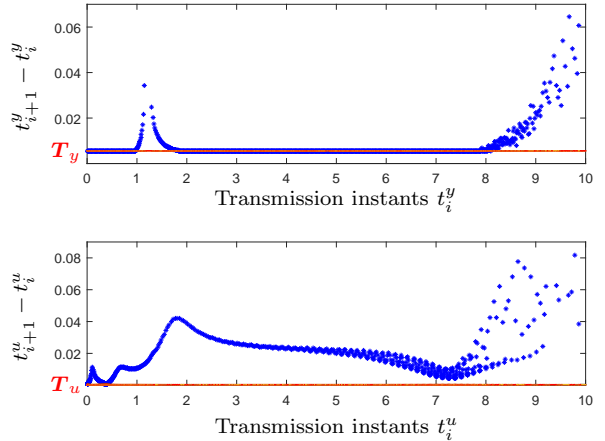 0.06
0.04
0.02
T_y
t^y_{i+1} − t^y_i
0 1 2 3 4 5 6 7 8 9 10
Transmission instants t^y_i
0.08
0.06
0.04
0.02
T_u
t^u_{i+1} − t^u_i
0 1 2 3 4 5 6 7 8 9 10
Transmission instants t^u_i